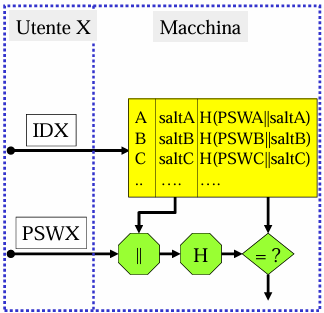 Utente X
Macchina
A saltA H(PSWA||saltA)
B saltB H(PSWB||saltB)
C saltC H(PSWC||saltC)
.. .... ....
IDX
PSWX
|| H = ?